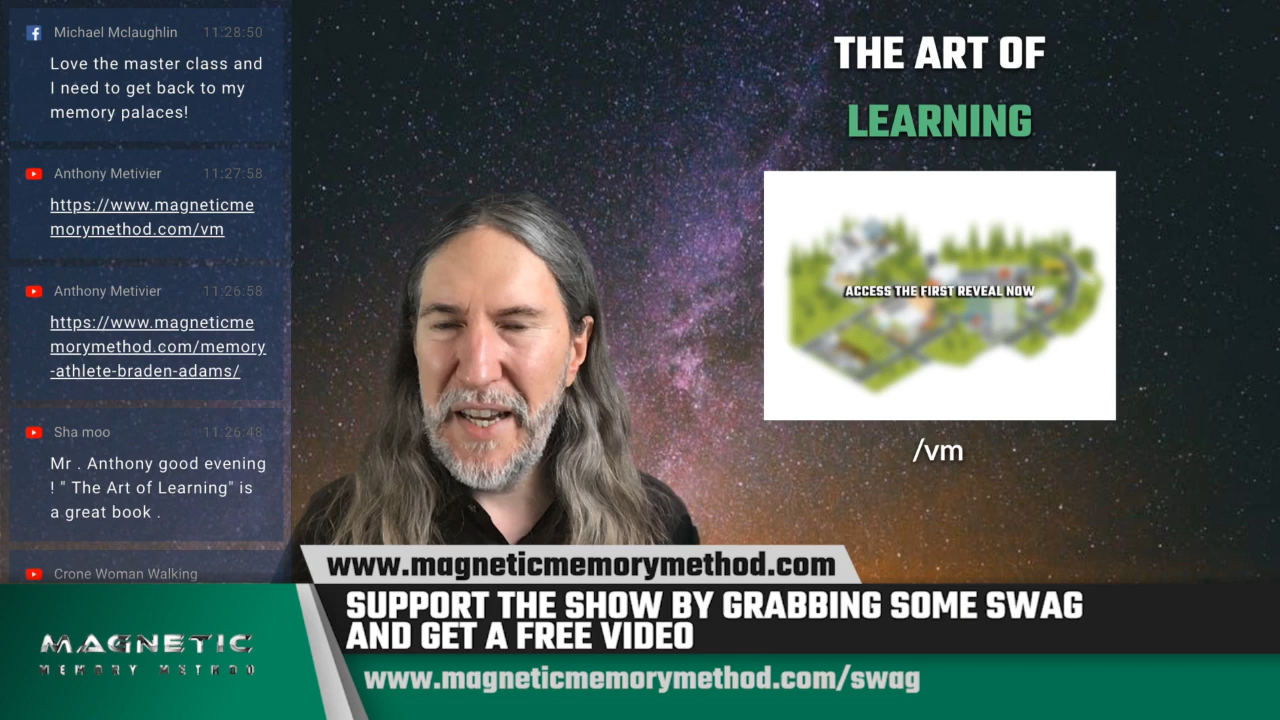 Michael Mclaughlin 11:28:50
Love the master class and
I need to get back to my
memory palaces!
Anthony Metivier 11:27:58
https://www.magneticme
morymethod.com/vm
Anthony Metivier 11:26:58
https://www.magneticme
morymethod.com/memory
-athlete-braden-adams/
Sha moo 11:26:48
Mr . Anthony good evening
! " The Art of Learning" is
a great book .
Crone Woman Walking
THE ART OF
LEARNING
ACCESS THE FIRST REVEAL NOW
/vm
www.magneticmemorymethod.com
SUPPORT THE SHOW BY GRABBING SOME SWAG
AND GET A FREE VIDEO
www.magneticmemorymethod.com/swag
MAGNETIC
MEMORY METHOD